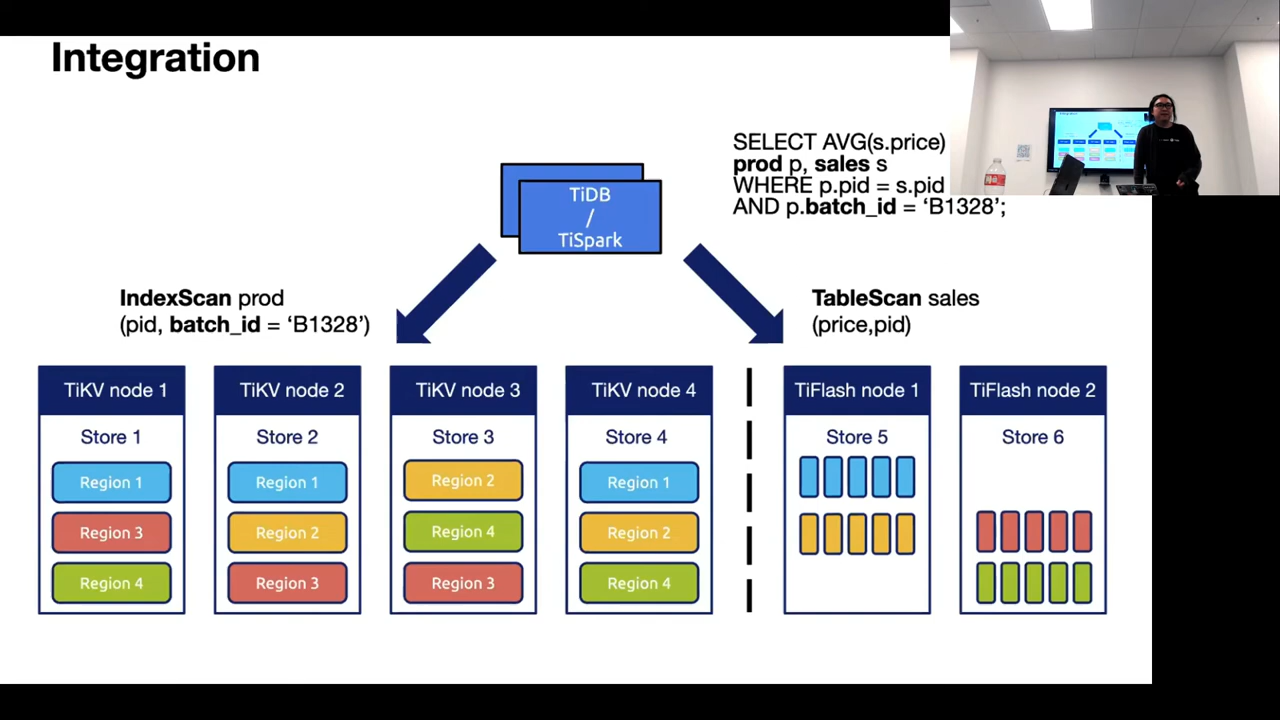 Integration
SELECT AVG(s.price)
prod p, sales s
WHERE p.pid = s.pid
AND p.batch_id = ‘B1328’;
TiDB
/
TiSpark
IndexScan prod
(pid, batch_id = ‘B1328’)
TableScan sales
(price,pid)
TiKV node 1
Store 1
Region 1
Region 3
Region 4
TiKV node 2
Store 2
Region 1
Region 2
Region 3
TiKV node 3
Store 3
Region 2
Region 4
Region 3
TiKV node 4
Store 4
Region 1
Region 2
Region 4
TiFlash node 1
Store 5
TiFlash node 2
Store 6